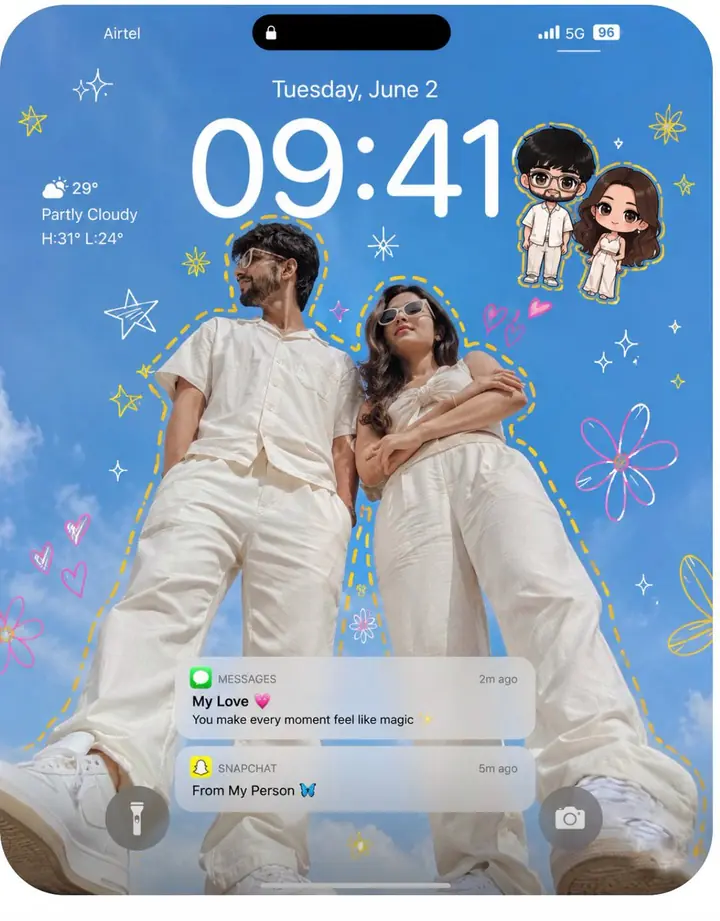 Airtel
5G 96
Tuesday, June 2
09:41
29°
Partly Cloudy
H:31° L:24°
MESSAGES 2m ago
My Love 💗
You make every moment feel like magic ✨
SNAPCHAT 5m ago
From My Person 🦋